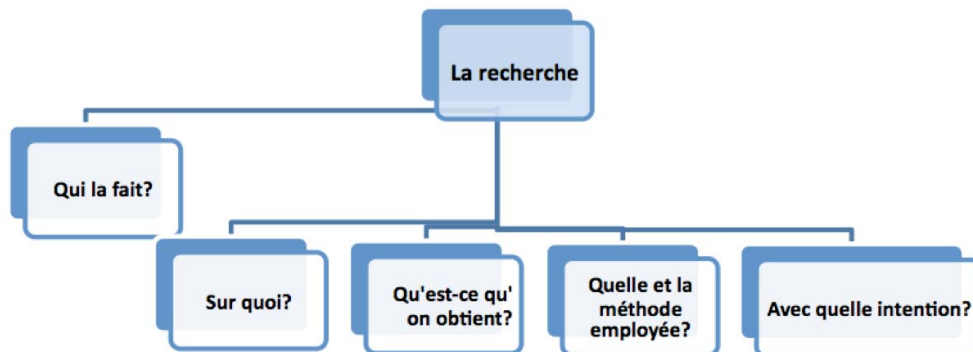 La recherche
Qui la fait?
Sur quoi?
Qu'est-ce qu'
on obtient?
Quelle et la
méthode
employée?
Avec quelle intention?